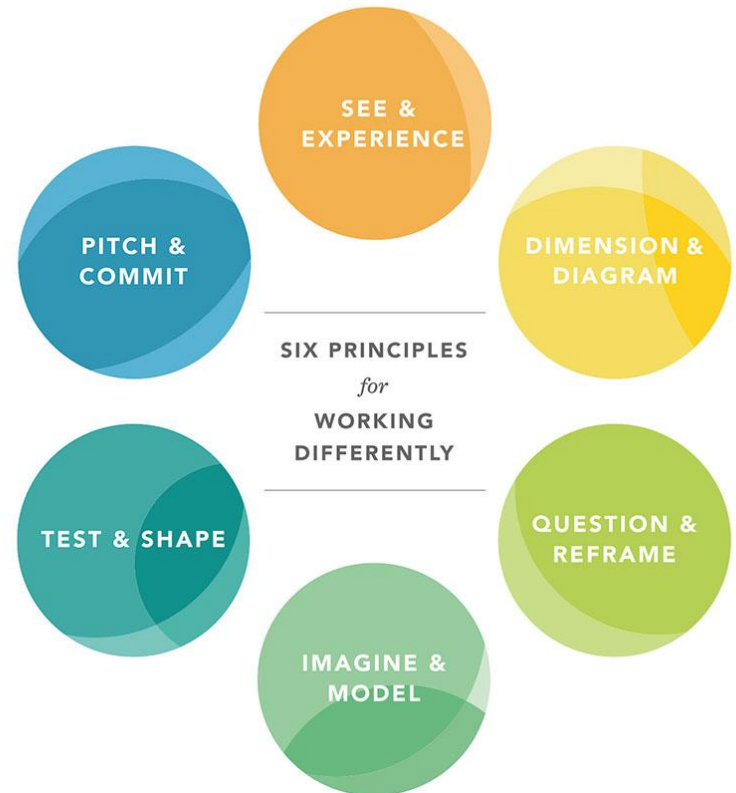 SEE &
EXPERIENCE
DIMENSION &
DIAGRAM
QUESTION &
REFRAME
IMAGINE &
MODEL
TEST & SHAPE
PITCH &
COMMIT
SIX PRINCIPLES
for
WORKING
DIFFERENTLY